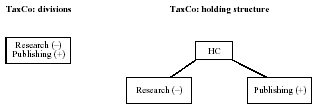 TaxCo: divisions
TaxCo: holding structure
Research (–)
Publishing (+)
HC
Research (–)
Publishing (+)